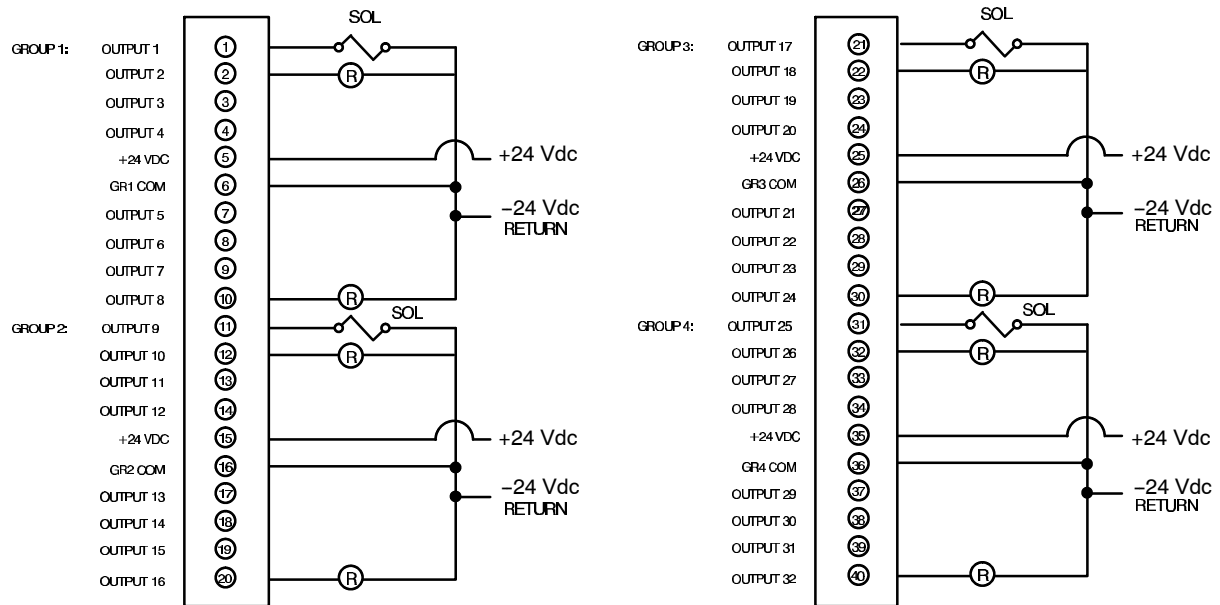 SOL
GROUP 1: OUTPUT 1 1
OUTPUT 2 2 R
OUTPUT 3 3
OUTPUT 4 4
+24 VDC 5 +24 Vdc
GR1 COM 6
OUTPUT 5 7 –24 Vdc
RETURN
OUTPUT 6 8
OUTPUT 7 9
OUTPUT 8 10 R
SOL
GROUP 2: OUTPUT 9 11
OUTPUT 10 12 R
OUTPUT 11 13
OUTPUT 12 14
+24 VDC 15 +24 Vdc
GR2 COM 16
OUTPUT 13 17 –24 Vdc
RETURN
OUTPUT 14 18
OUTPUT 15 19
OUTPUT 16 20 R
SOL
GROUP 3: OUTPUT 17 21
OUTPUT 18 22 R
OUTPUT 19 23
OUTPUT 20 24
+24 VDC 25 +24 Vdc
GR3 COM 26
OUTPUT 21 27 –24 Vdc
RETURN
OUTPUT 22 28
OUTPUT 23 29
OUTPUT 24 30 R
SOL
GROUP 4: OUTPUT 25 31
OUTPUT 26 32 R
OUTPUT 27 33
OUTPUT 28 34
+24 VDC 35 +24 Vdc
GR4 COM 36
OUTPUT 29 37 –24 Vdc
RETURN
OUTPUT 30 38
OUTPUT 31 39
OUTPUT 32 40 R